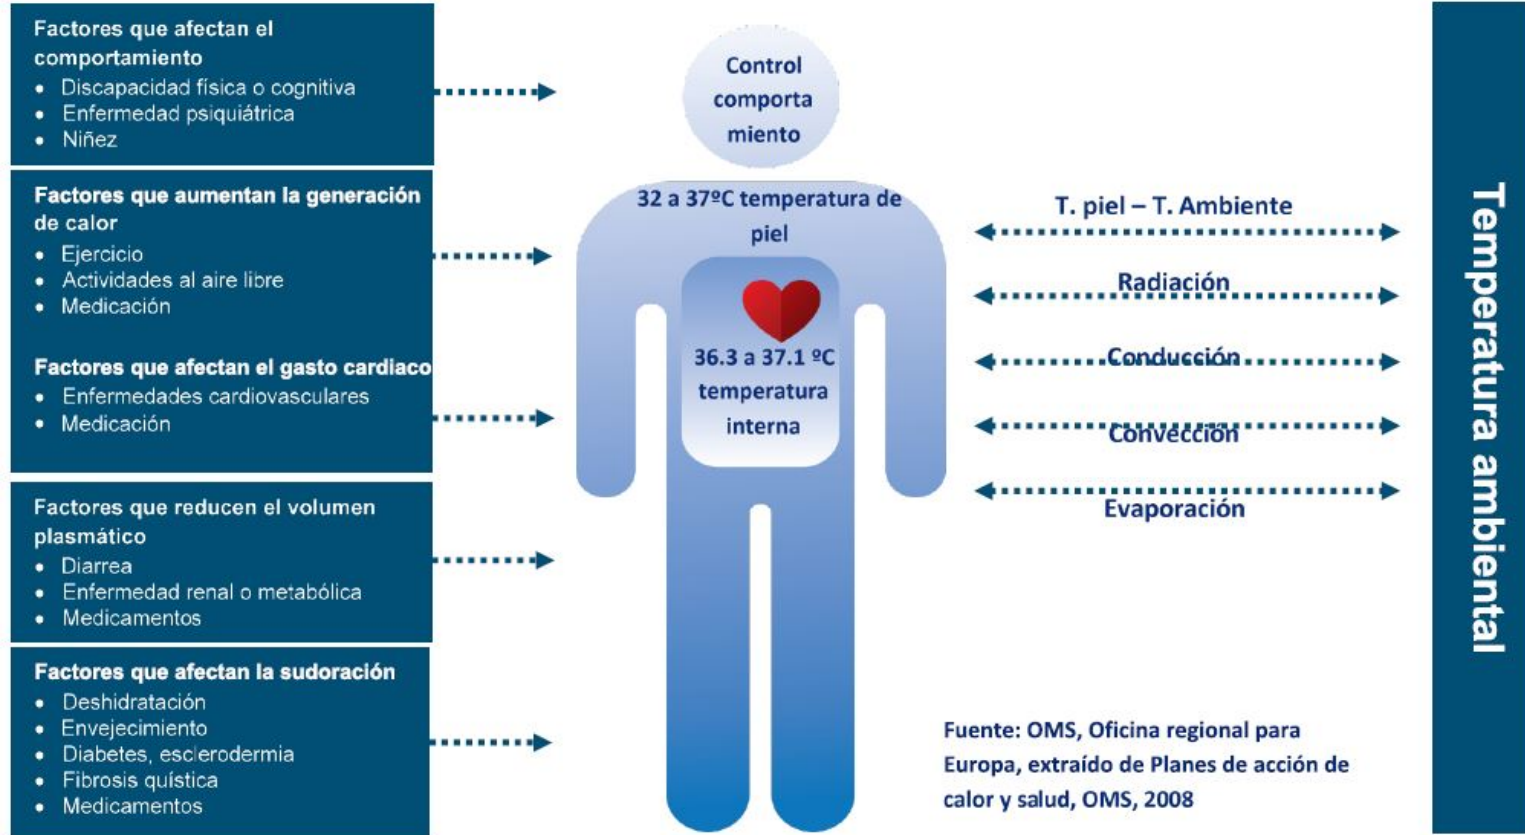 Factores que afectan el
comportamiento
• Discapacidad física o cognitiva
• Enfermedad psiquiátrica
• Niñez
Factores que aumentan la generación
de calor
• Ejercicio
• Actividades al aire libre
• Medicación
Factores que afectan el gasto cardiaco
• Enfermedades cardiovasculares
• Medicación
Factores que reducen el volumen
plasmático
• Diarrea
• Enfermedad renal o metabólica
• Medicamentos
Factores que afectan la sudoración
• Deshidratación
• Envejecimiento
• Diabetes, esclerodermia
• Fibrosis quística
• Medicamentos
Control
comporta
miento
32 a 37ºC temperatura de
piel
36.3 a 37.1 ºC
temperatura
interna
T. piel – T. Ambiente
Radiación
Conducción
Convección
Evaporación
Temperatura ambiental
Fuente: OMS, Oficina regional para
Europa, extraído de Planes de acción de
calor y salud, OMS, 2008